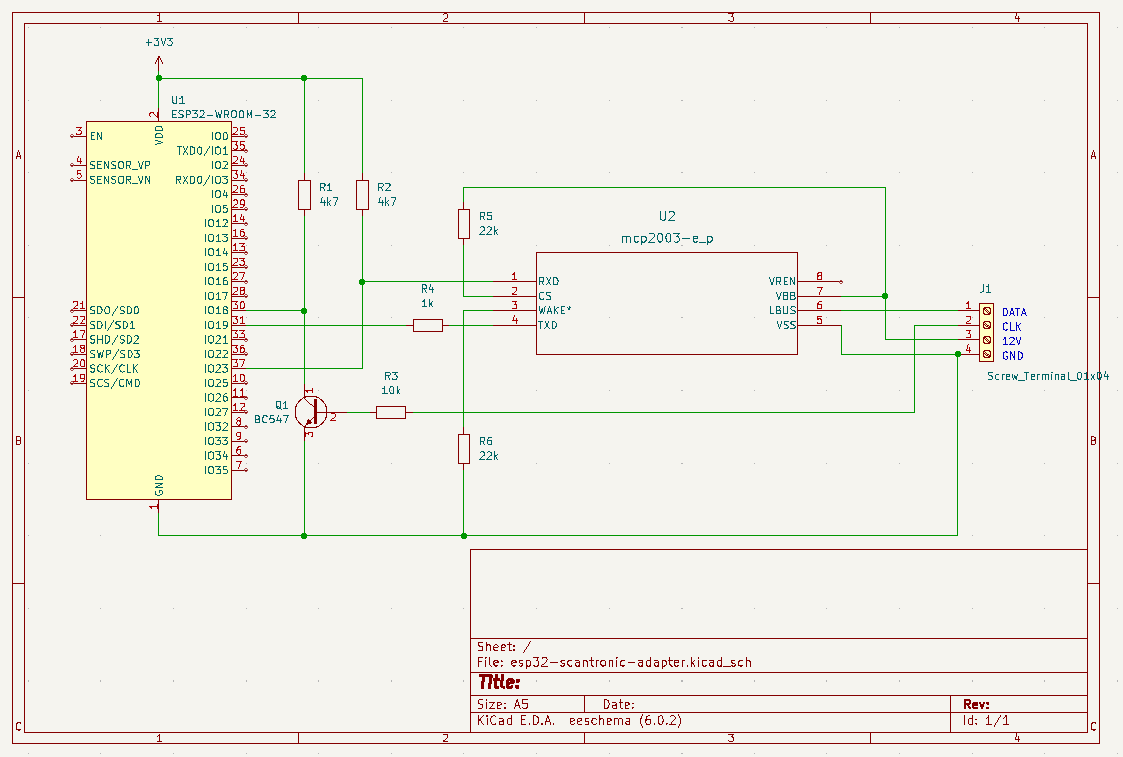 1 2 3 4
A
B
C
A
B
C
+3V3
U1
ESP32-WROOM-32
2
VDD
3 EN
4 SENSOR_VP
5 SENSOR_VN
21 SDO/SD0
22 SDI/SD1
17 SHD/SD2
18 SWP/SD3
20 SCK/CLK
19 SCS/CMD
IO0 25
TXD0/IO1 35
IO2 24
RXD0/IO3 34
IO4 26
IO5 29
IO12 14
IO13 16
IO14 13
IO15 23
IO16 27
IO17 28
IO18 30
IO19 31
IO21 33
IO22 36
IO23 37
IO25 10
IO26 11
IO27 12
IO32 8
IO33 9
IO34 6
IO35 7
GND
1
R1
4k7
R2
4k7
R5
22k
R4
1k
R3
10k
R6
22k
Q1
BC547
1
2
3
U2
mcp2003-e_p
1 RXD
2 CS
3 WAKE*
4 TXD
VREN 8
VBB 7
LBUS 6
VSS 5
J1
1 DATA
2 CLK
3 12V
4 GND
Screw_Terminal_01x04
Sheet: /
File: esp32-scantronic-adapter.kicad_sch
Title:
Size: A5 Date: Rev:
KiCad E.D.A. eeschema (6.0.2) Id: 1/1
1 2 3 4